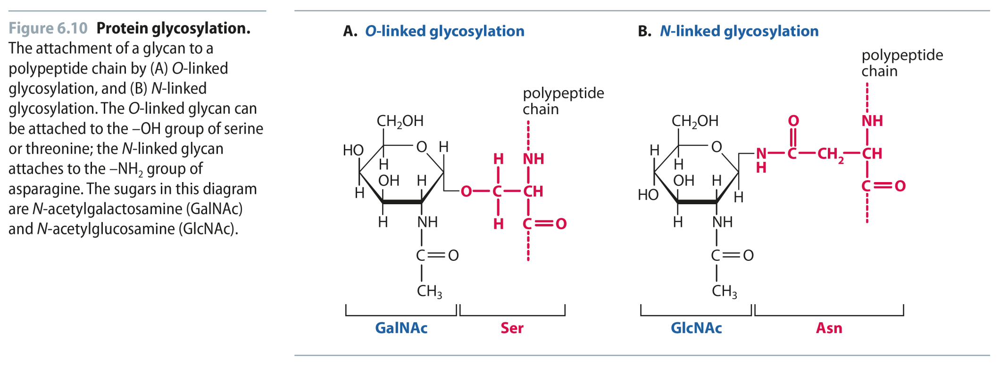 Figure 6.10 Protein glycosylation.
The attachment of a glycan to a
polypeptide chain by (A) O-linked
glycosylation, and (B) N-linked
glycosylation. The O-linked glycan can
be attached to the –OH group of serine
or threonine; the N-linked glycan
attaches to the –NH₂ group of
asparagine. The sugars in this diagram
are N-acetylgalactosamine (GalNAc)
and N-acetylglucosamine (GlcNAc).
A. O-linked glycosylation
polypeptide
chain
CH₂OH
HO
O
H
H
H
NH
OH
H
H
O
C
CH
H
NH
H
C
O
C
O
CH₃
GalNAc
Ser
B. N-linked glycosylation
polypeptide
chain
CH₂OH
O
NH
H
O
N
C
CH₂
CH
H
H
OH
H
HO
H
C
O
H
NH
C
O
CH₃
GlcNAc
Asn